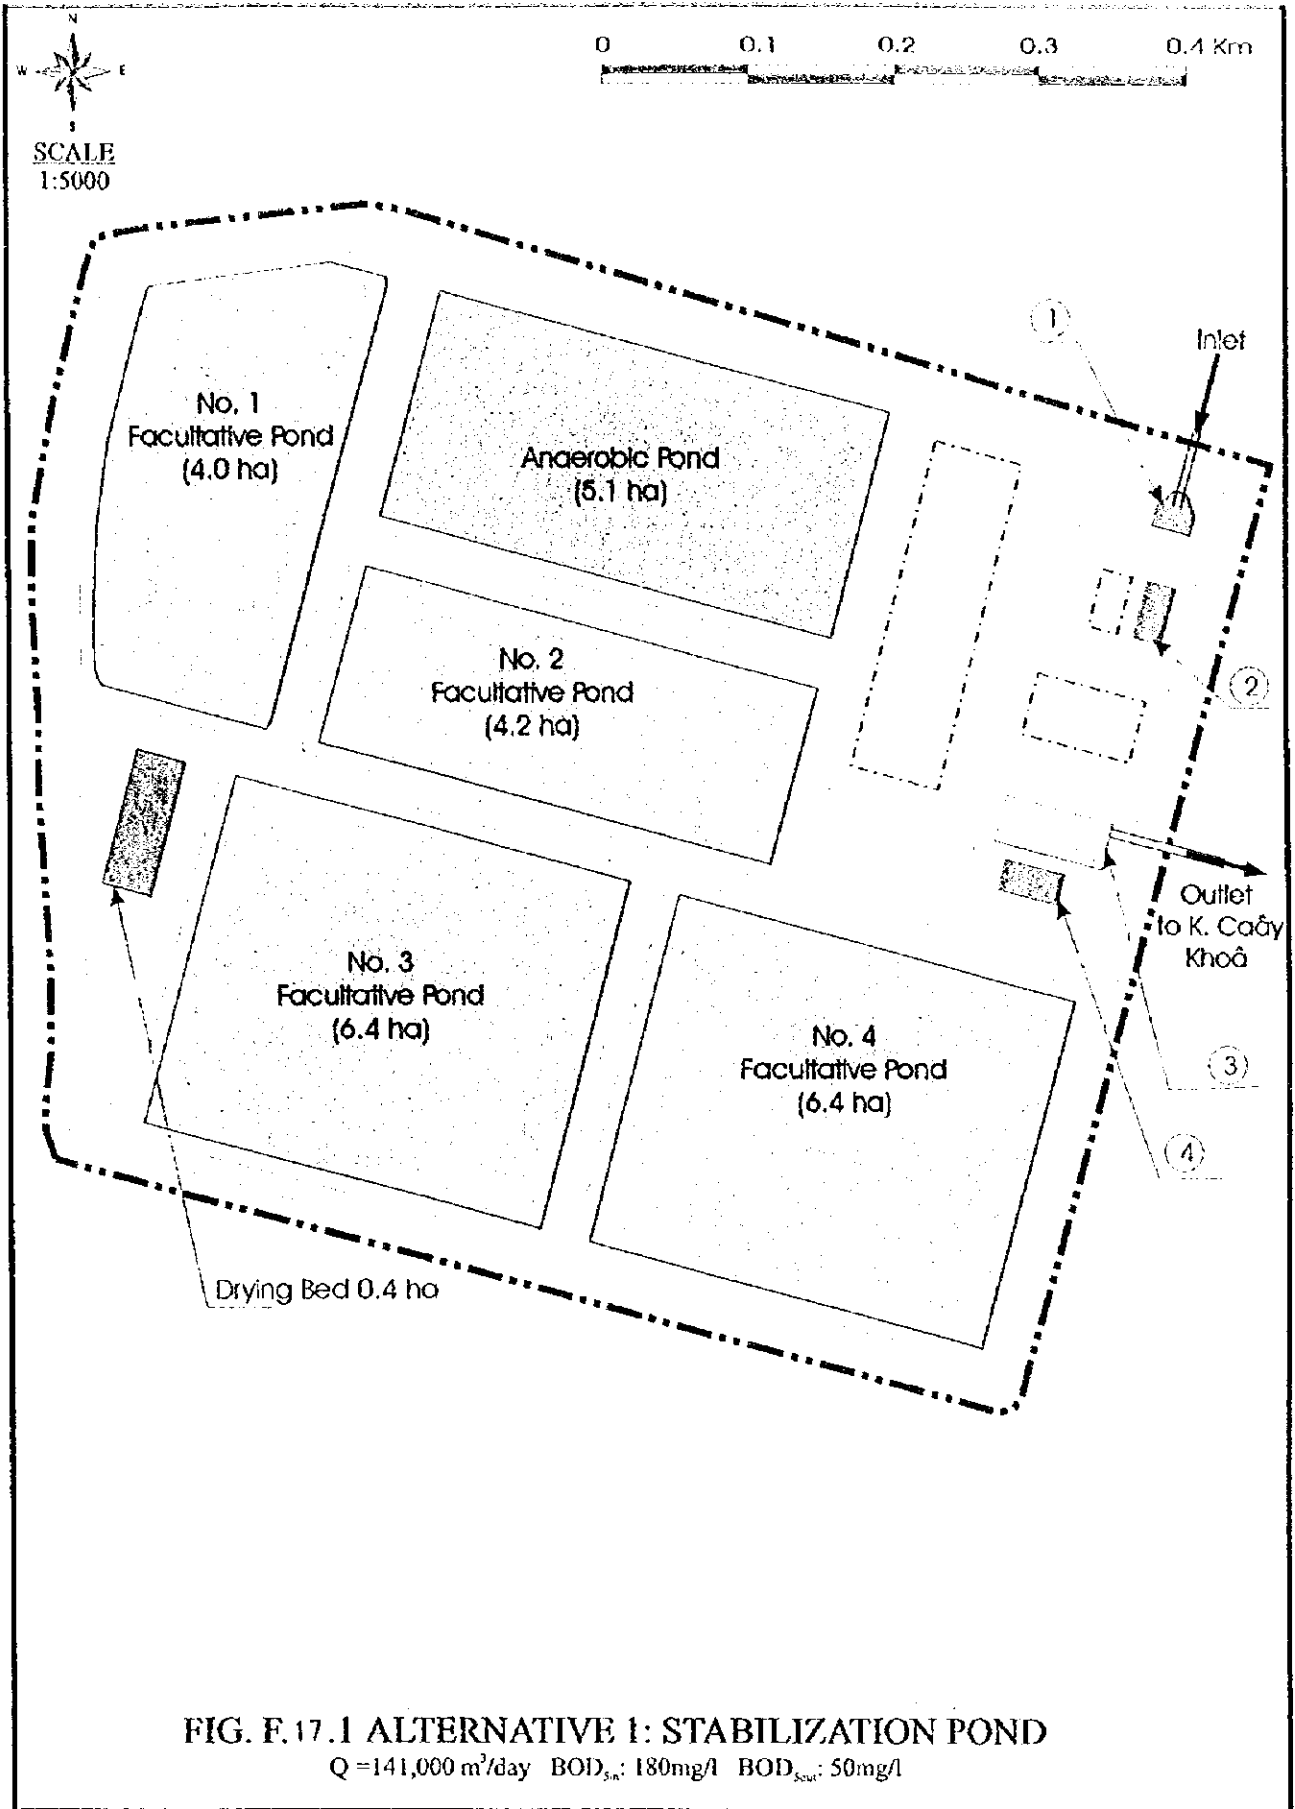 N
W E
S
SCALE
1:5000
0 0.1 0.2 0.3 0.4 Km
1
Inlet
No. 1
Facultative Pond
(4.0 ha)
Anaerobic Pond
(5.1 ha)
No. 2
Facultative Pond
(4.2 ha)
2
Outlet
to K. Caây
Khoâ
No. 3
Facultative Pond
(6.4 ha)
No. 4
Facultative Pond
(6.4 ha)
3
4
Drying Bed 0.4 ha
FIG. F.17.1 ALTERNATIVE 1: STABILIZATION POND
Q =141,000 m³/day BOD5in: 180mg/l BOD5out: 50mg/l